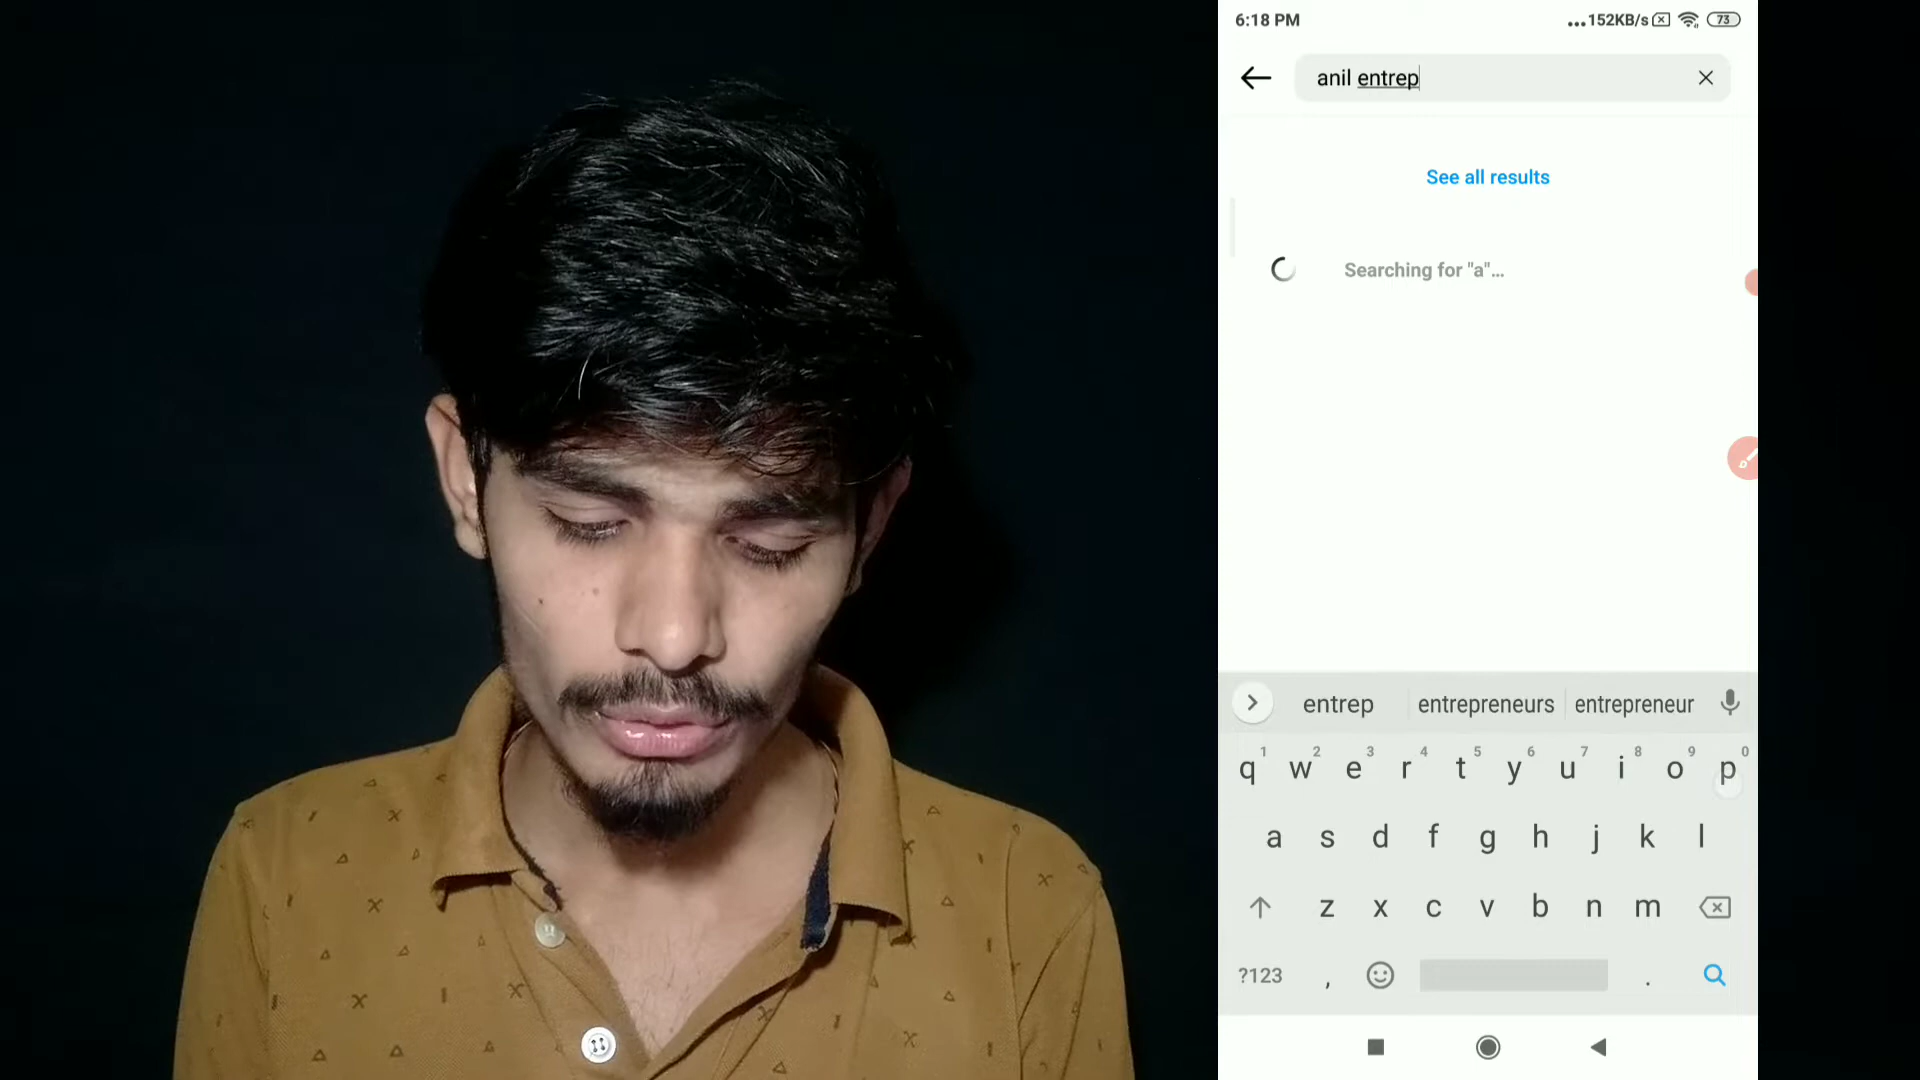 6:18 PM
...152KB/s
73
anil entrep
See all results
Searching for "a"...
entrep entrepreneurs entrepreneur
1 2 3 4 5 6 7 8 9 0
q w e r t y u i o p
a s d f g h j k l
z x c v b n m
?123 , .